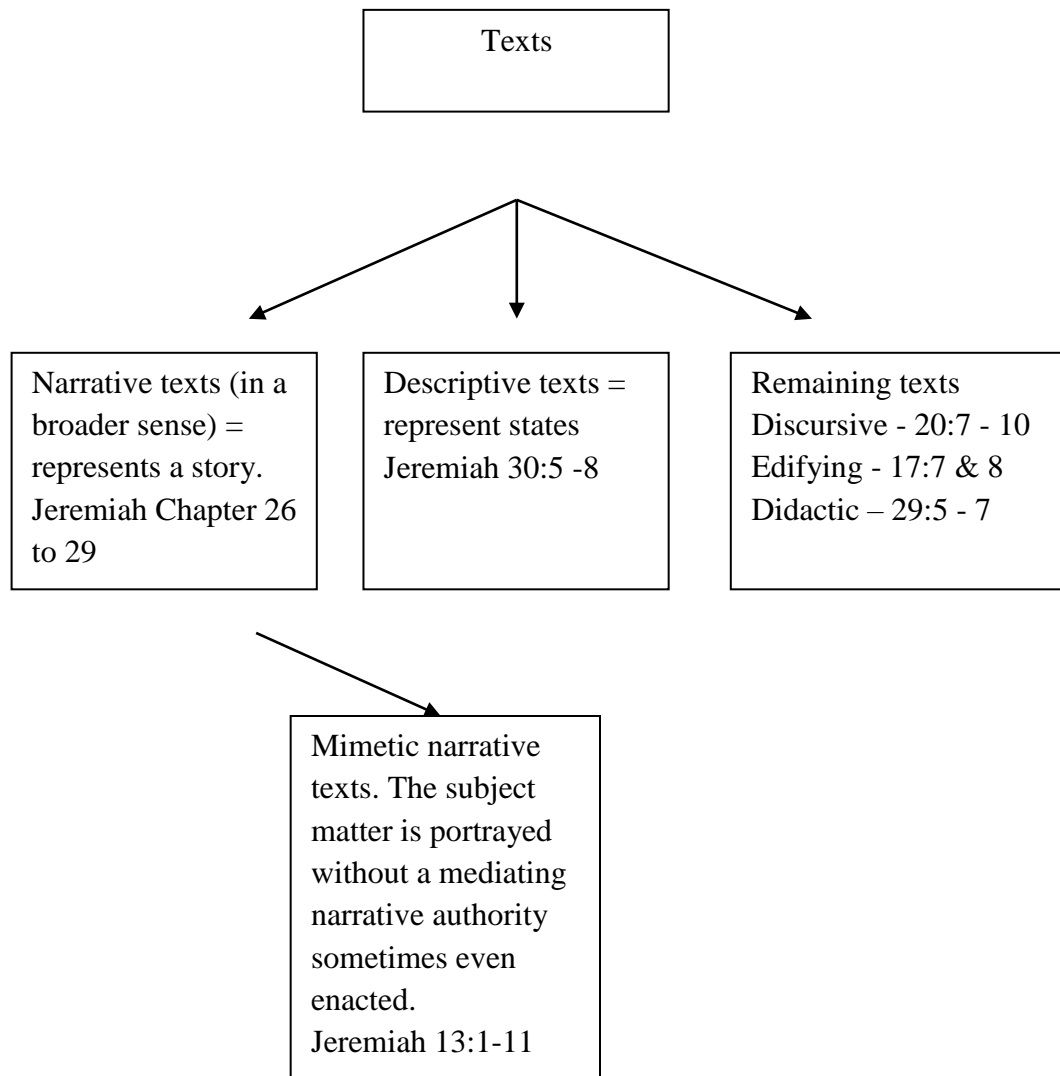 Texts
Narrative texts (in a
broader sense) =
represents a story.
Jeremiah Chapter 26
to 29
Descriptive texts =
represent states
Jeremiah 30:5 -8
Remaining texts
Discursive - 20:7 - 10
Edifying - 17:7 & 8
Didactic – 29:5 - 7
Mimetic narrative
texts. The subject
matter is portrayed
without a mediating
narrative authority
sometimes even
enacted.
Jeremiah 13:1-11